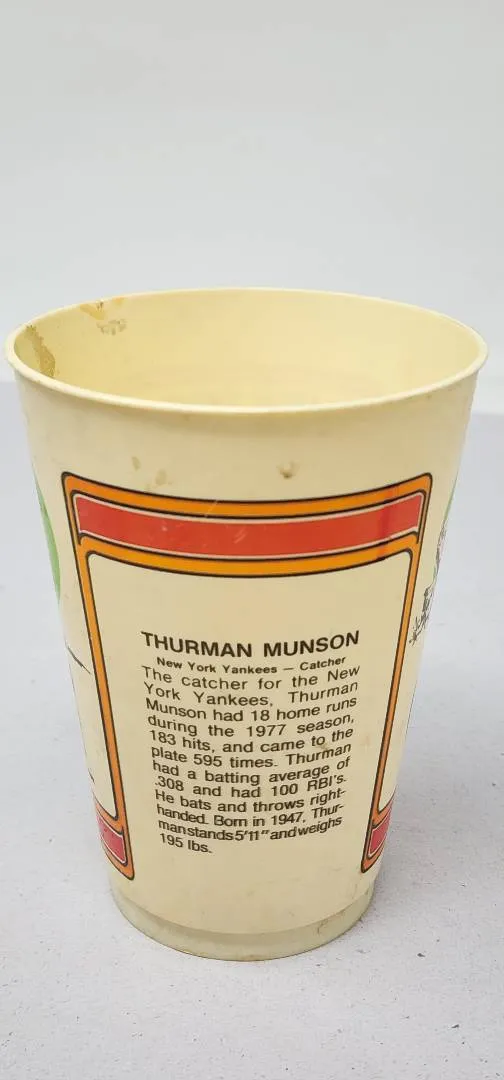 THURMAN MUNSON
New York Yankees — Catcher
The catcher for the New
York Yankees, Thurman
Munson had 18 home runs
during the 1977 season,
183 hits, and came to the
plate 595 times. Thurman
had a batting average of
.308 and had 100 RBI's.
He bats and throws right-
handed. Born in 1947, Thur-
man stands 5'11" and weighs
195 lbs.